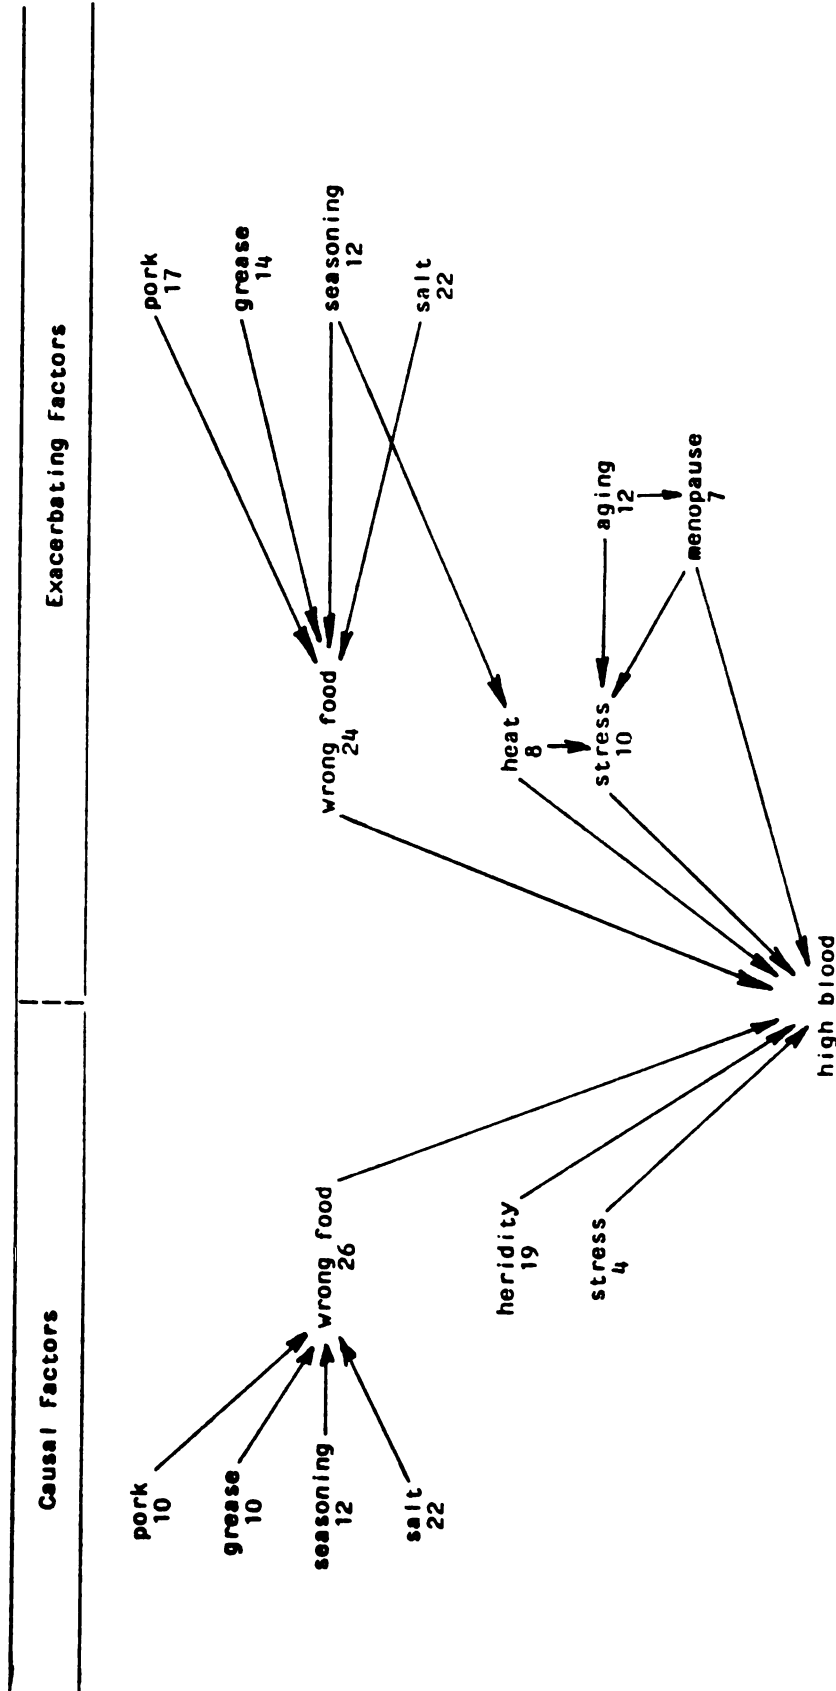 Causal Factors
Exacerbating Factors
pork
10
grease
10
seasoning
12
salt
22
wrong food
26
heridity
19
stress
4
pork
17
grease
14
seasoning
12
salt
22
wrong food
24
heat
8
stress
10
aging
12
menopause
7
high blood